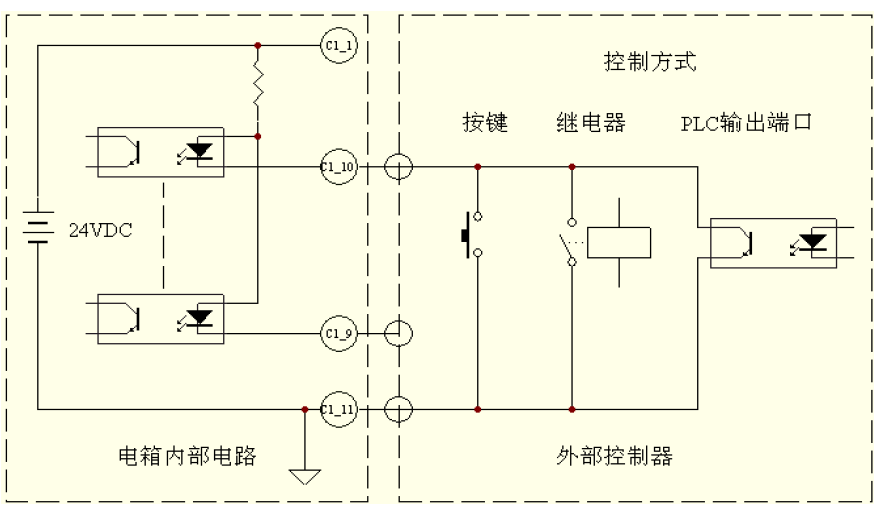 C1_1
控制方式
按键
继电器
PLC输出端口
C1_10
24VDC
C1_9
C1_11
电箱内部电路
外部控制器